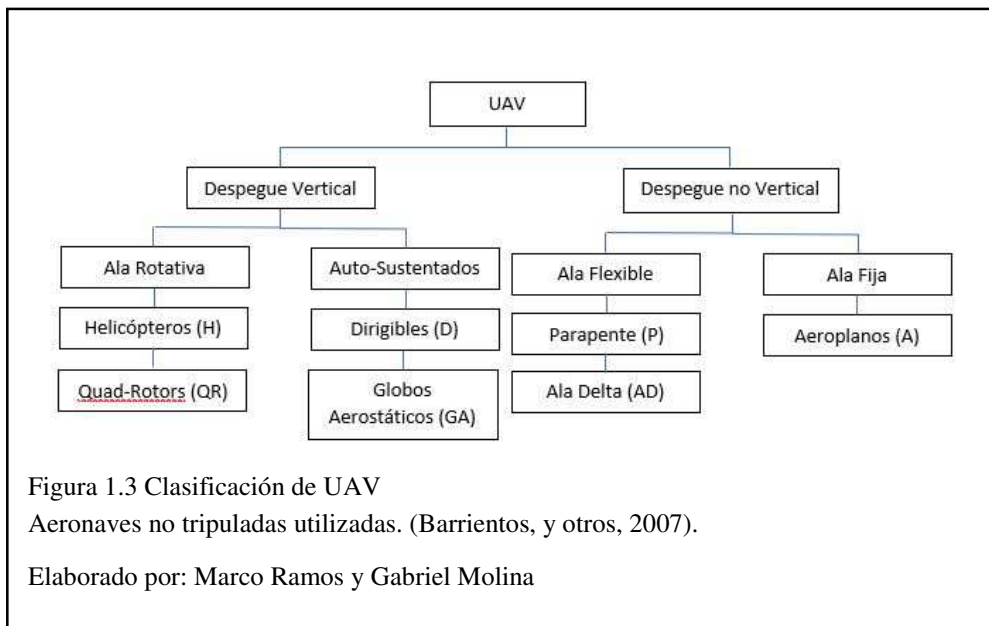 UAV
Despegue Vertical
Despegue no Vertical
Ala Rotativa
Auto-Sustentados
Ala Flexible
Ala Fija
Helicópteros (H)
Dirigibles (D)
Parapente (P)
Aeroplanos (A)
Quad-Rotors (QR)
Globos
Aerostáticos (GA)
Ala Delta (AD)
Figura 1.3 Clasificación de UAV
Aeronaves no tripuladas utilizadas. (Barrientos, y otros, 2007).
Elaborado por: Marco Ramos y Gabriel Molina